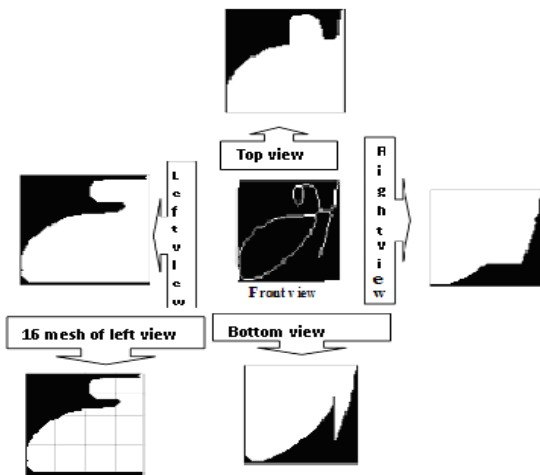 Top view
Left view
Right view
Front view
16 mesh of left view
Bottom view